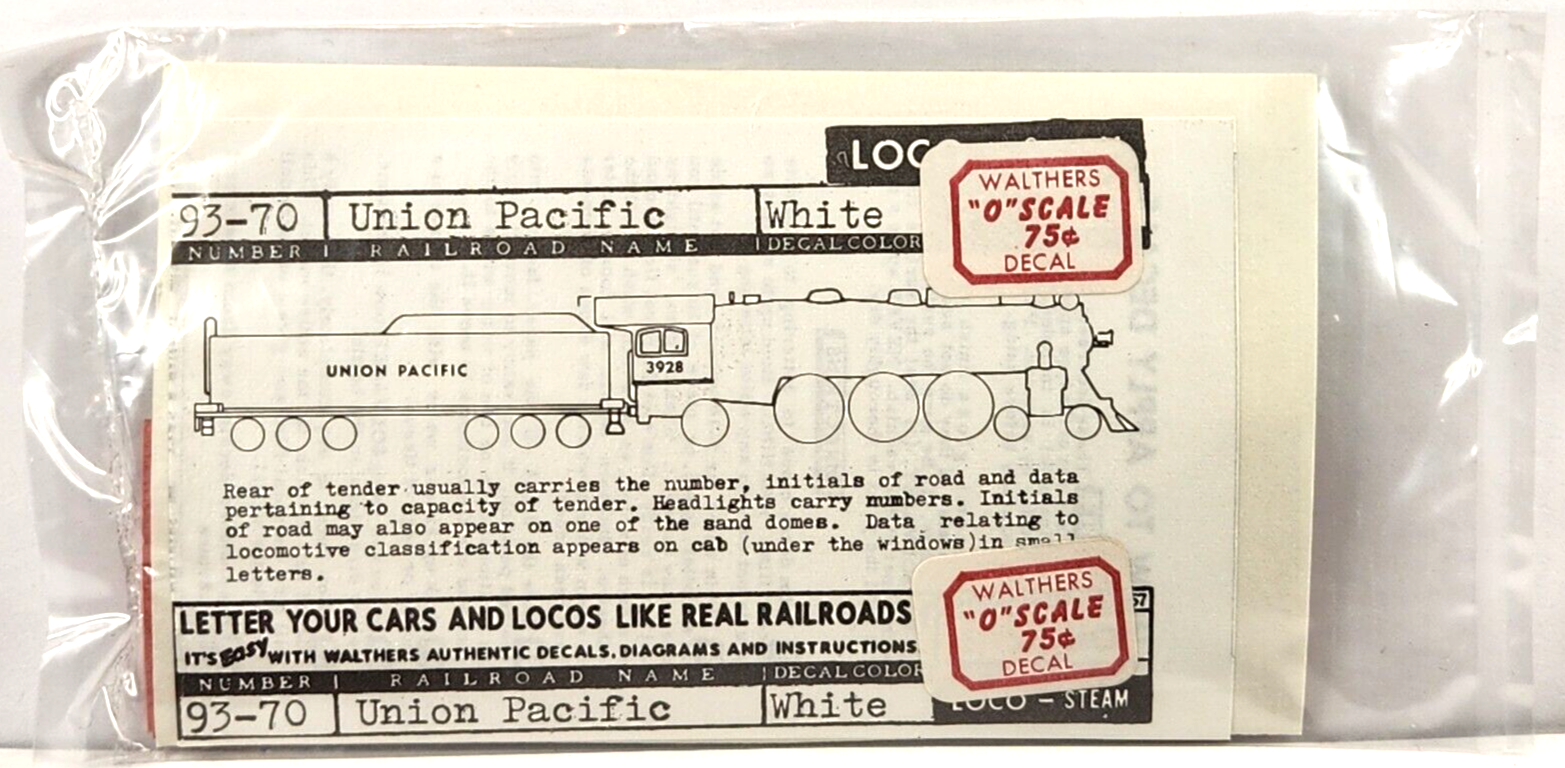 LOC
WALTHERS
"O" SCALE
75¢
DECAL
93-70 Union Pacific White
NUMBER RAILROAD NAME DECAL COLOR
UNION PACIFIC
3928
Rear of tender usually carries the number, initials of road and data
pertaining to capacity of tender. Headlights carry numbers. Initials
of road may also appear on one of the sand domes. Data relating to
locomotive classification appears on cab (under the windows)in small
letters.
LETTER YOUR CARS AND LOCOS LIKE REAL RAILROADS
IT'S EASY WITH WALTHERS AUTHENTIC DECALS, DIAGRAMS AND INSTRUCTIONS
WALTHERS
"O" SCALE
75¢
DECAL
NUMBER RAILROAD NAME DECAL COLOR
93-70 Union Pacific White
LOCO - STEAM